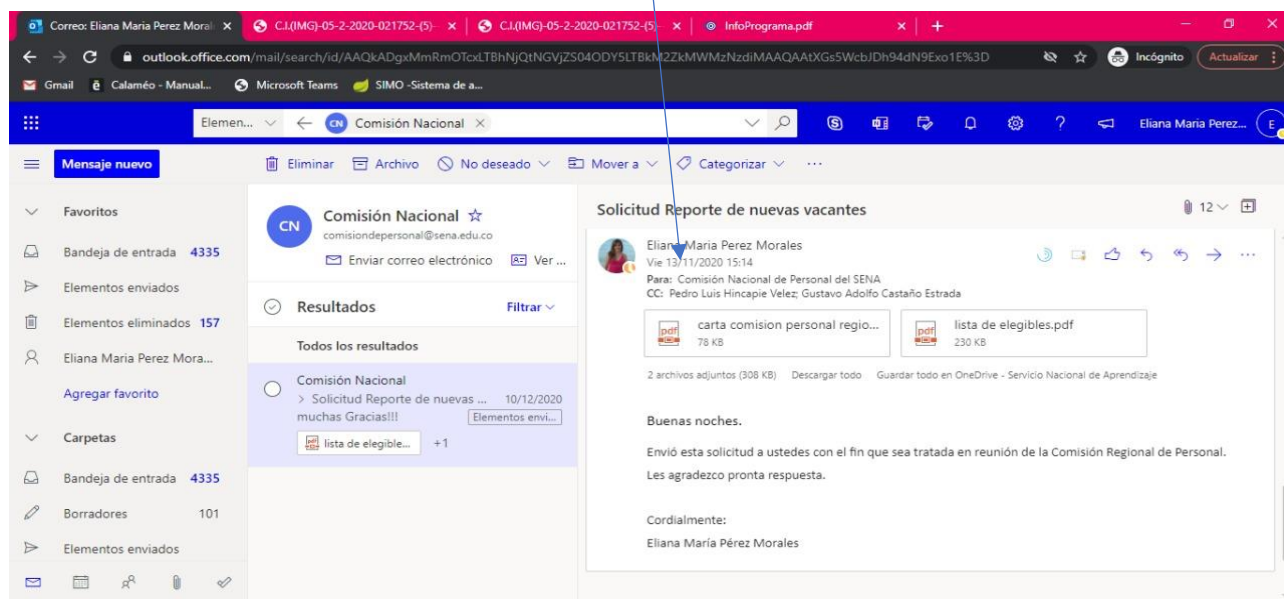 Correo: Eliana Maria Perez Moral
C.I.(IMG)-05-2-2020-021752-(5)-
C.I.(IMG)-05-2-2020-021752-(5)-
InfoPrograma.pdf
outlook.office.com/mail/search/id/AAQkADgxMmRmOTcxLTBhNjQtNGVjZS04ODY5LTBkM2ZkMWMzNzdiMAAQAAtXGs5WcbJDh94dN9Exo1E%3D
Incógnito
Actualizar
Gmail
Calaméo - Manual...
Microsoft Teams
SIMO -Sistema de a...
Elemen...
CN
Comisión Nacional
Eliana Maria Perez...
E
Mensaje nuevo
Eliminar
Archivo
No deseado
Mover a
Categorizar
...
Favoritos
Bandeja de entrada 4335
Elementos enviados
Elementos eliminados 157
Eliana Maria Perez Mora...
Agregar favorito
Carpetas
Bandeja de entrada 4335
Borradores 101
Elementos enviados
CN
Comisión Nacional
comisiondepersonal@sena.edu.co
Enviar correo electrónico
Ver ...
Resultados
Filtrar
Todos los resultados
Comisión Nacional
> Solicitud Reporte de nuevas ... 10/12/2020
muchas Gracias!!! Elementos envi...
lista de elegible... +1
Solicitud Reporte de nuevas vacantes
12
Eliana Maria Perez Morales
Vie 13/11/2020 15:14
Para: Comisión Nacional de Personal del SENA
CC: Pedro Luis Hincapie Velez; Gustavo Adolfo Castaño Estrada
pdf
carta comision personal regio...
78 KB
pdf
lista de elegibles.pdf
230 KB
2 archivos adjuntos (308 KB) Descargar todo Guardar todo en OneDrive - Servicio Nacional de Aprendizaje
Buenas noches.
Envió esta solicitud a ustedes con el fin que sea tratada en reunión de la Comisión Regional de Personal.
Les agradezco pronta respuesta.
Cordialmente:
Eliana María Pérez Morales